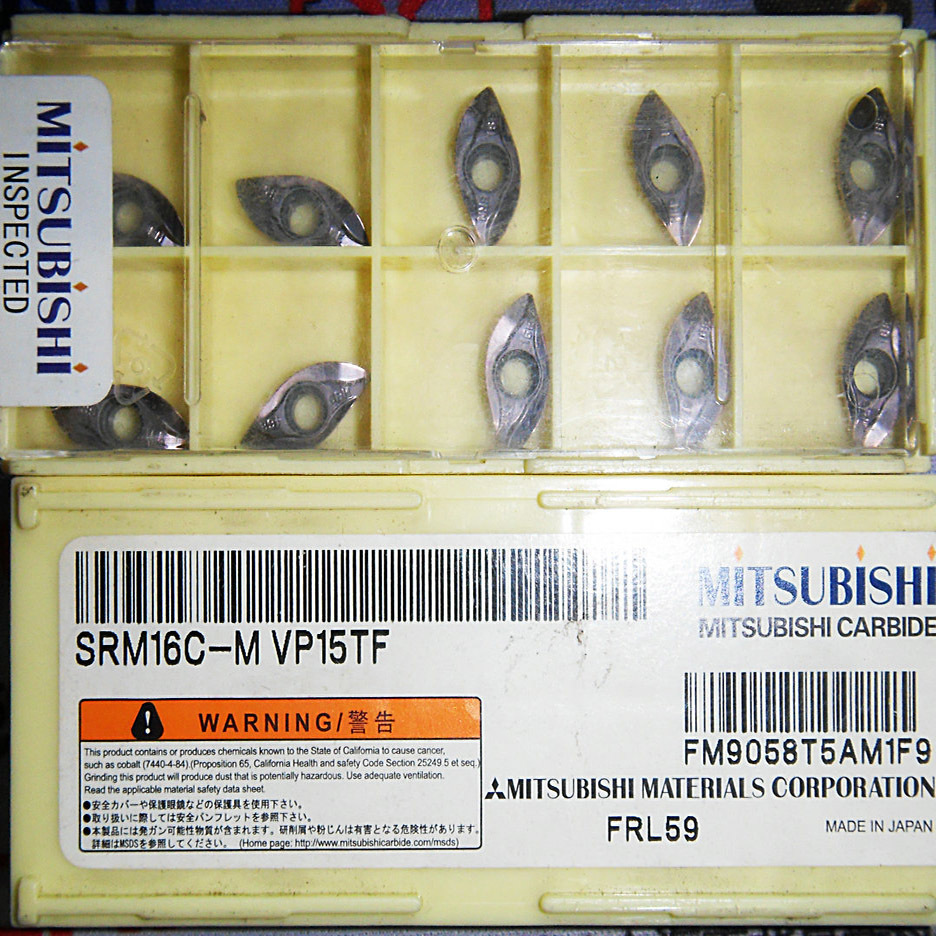 MITSUBISHI
INSPECTED
SRM16C-M VP15TF
MITSUBISHI
MITSUBISHI CARBIDE
WARNING/警告
This product contains or produces chemicals known to the State of California to cause cancer,
such as cobalt (7440-4-84).(Proposition 65, California Health and safety Code Section 25249.5 et seq.)
Grinding this product will produce dust that is potentially hazardous. Use adequate ventilation.
Read the applicable material safety data sheet.
●安全カバーや保護眼鏡などの保護具を使用下さい。
●取り扱いに際しては安全パンフレットを参照下さい。
●本製品には発ガン可能性物質が含まれます。研削屑や粉じんは有害となる危険性があります。
詳細はMSDSを参照してください。 (Home page: http://www.mitsubishicarbide.com/msds)
FM9058T5AM1F9
MITSUBISHI MATERIALS CORPORATION
FRL59
MADE IN JAPAN